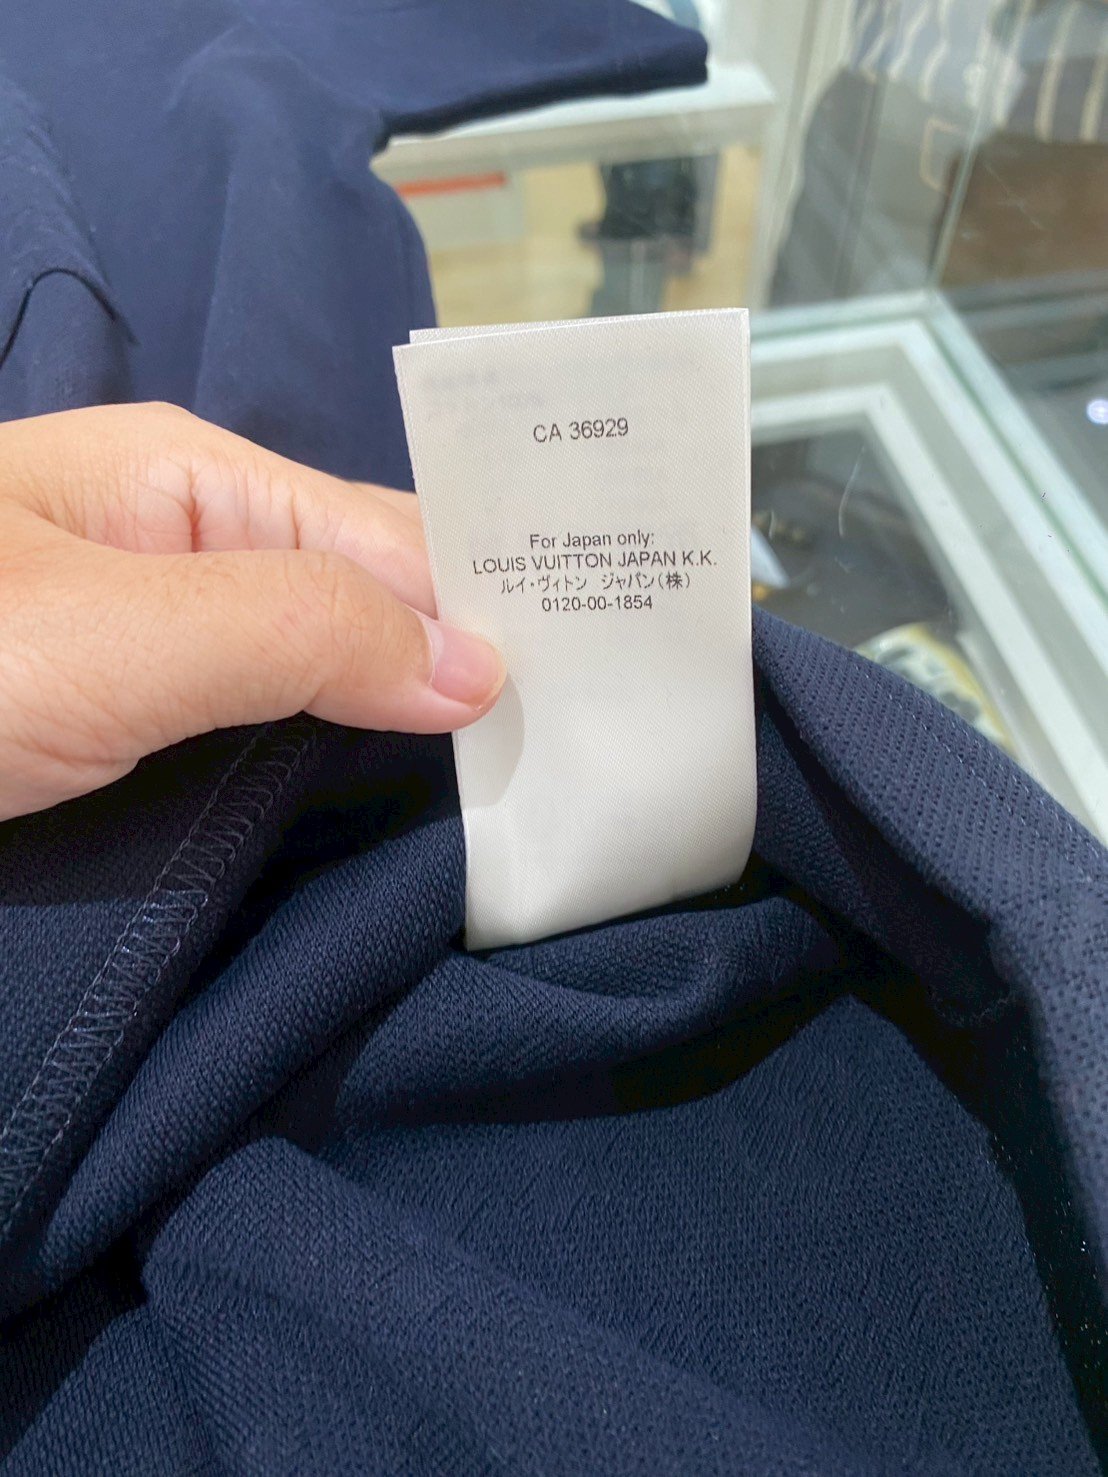 CA 36929
For Japan only:
LOUIS VUITTON JAPAN K.K.
ルイ・ヴィトン ジャパン(株)
0120-00-1854